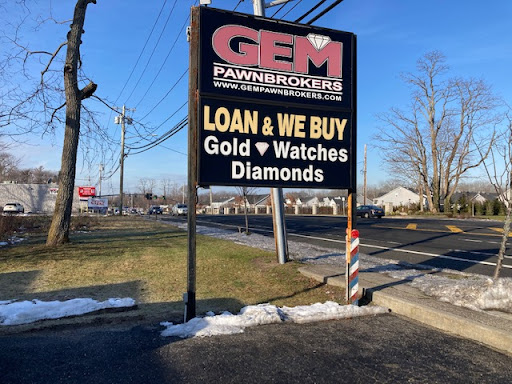 GEM
PAWNBROKERS
WWW.GEMPAWNBROKERS.COM
LOAN & WE BUY
Gold Watches
Diamonds